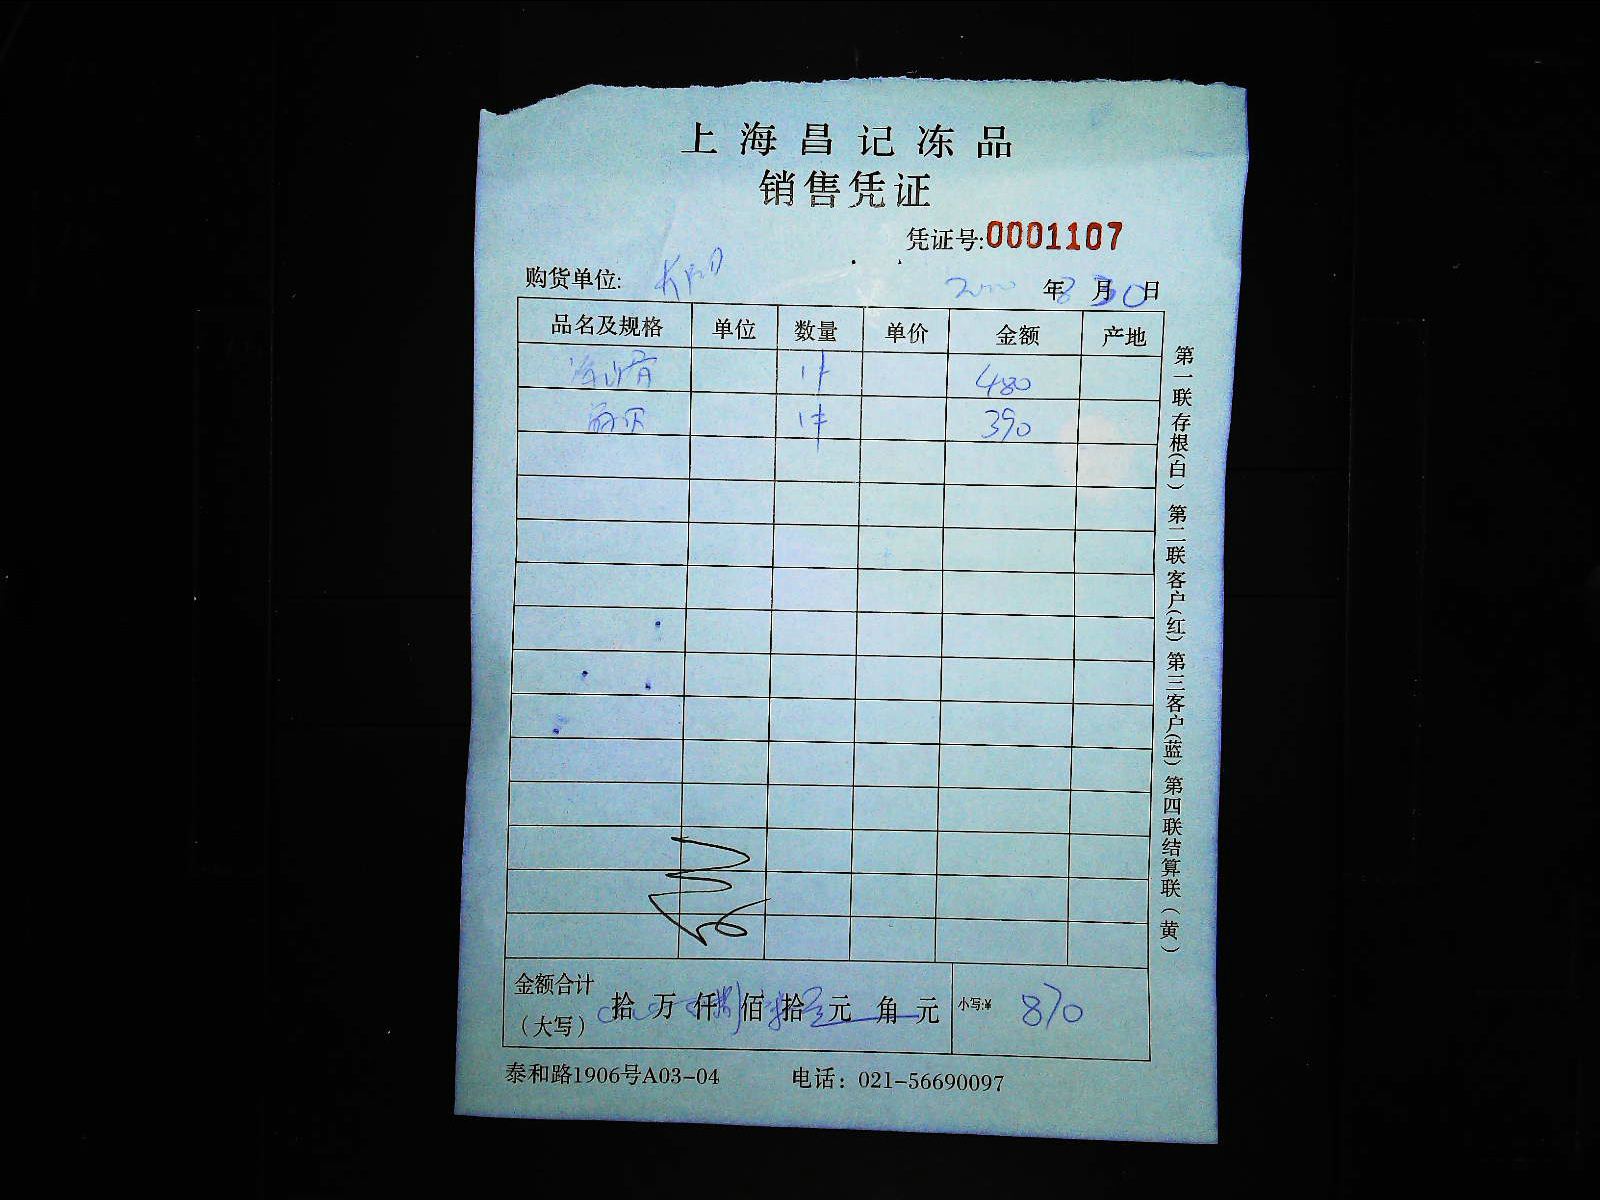 上海昌记冻品
销售凭证
凭证号:0001107
购货单位: 年8月30日
品名及规格 单位 数量 单价 金额 产地
1件 480
1件 390
金额合计
(大写) 拾 万 仟 捌佰 柒拾 元 角 元 小写:¥ 870
泰和路1906号A03-04 电话：021-56690097
第一联存根(白) 第二联客户(红) 第三客户(蓝) 第四联结算联(黄)